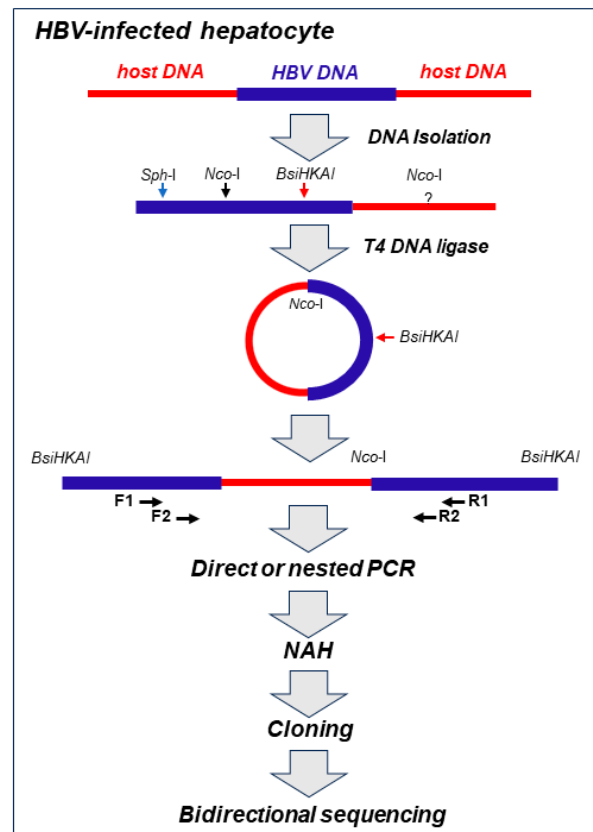 HBV-infected hepatocyte
host DNA HBV DNA host DNA
DNA Isolation
Sph-I Nco-I BsiHKAI Nco-I
?
T4 DNA ligase
Nco-I
BsiHKAI
BsiHKAI Nco-I BsiHKAI
F1 R1
F2 R2
Direct or nested PCR
NAH
Cloning
Bidirectional sequencing